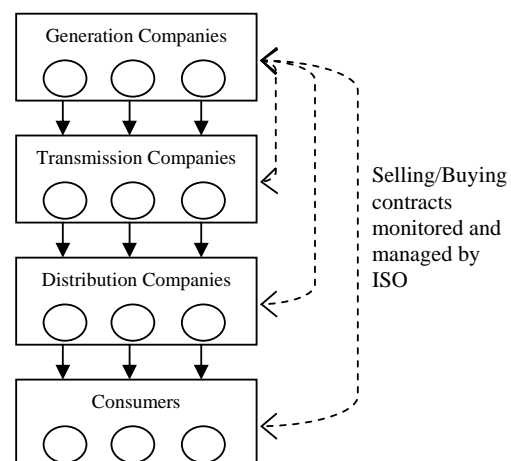 Generation Companies
Transmission Companies
Distribution Companies
Consumers
Selling/Buying
contracts
monitored and
managed by
ISO